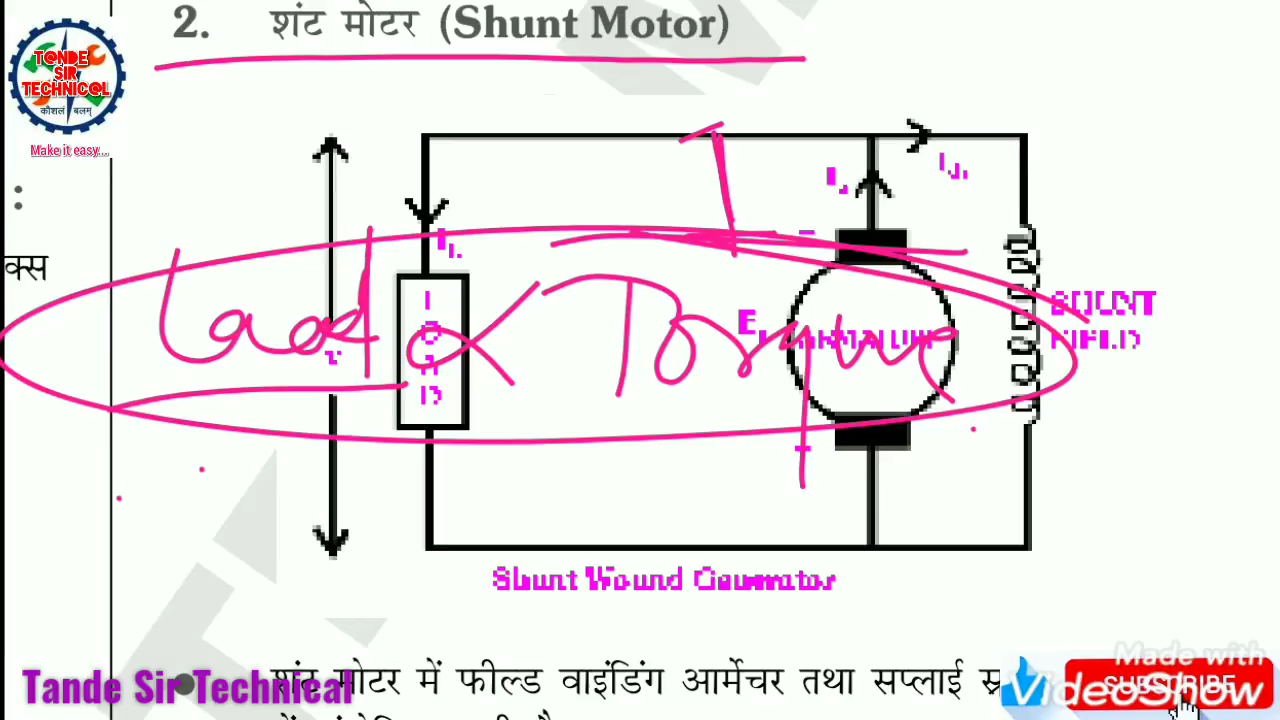 2. शंट मोटर (Shunt Motor)
TANDE
SIR
TECHNICAL
कौशलं बलम्
Make it easy....
:
क्स
Load ∝ Torque
V
LOAD
SHUNT
FIELD
Shunt Wound Generator
शंट मोटर में फील्ड वाइंडिंग आर्मेचर तथा सप्लाई
Tande Sir Technical
Made with
VideoShow
SUBSCRIBE